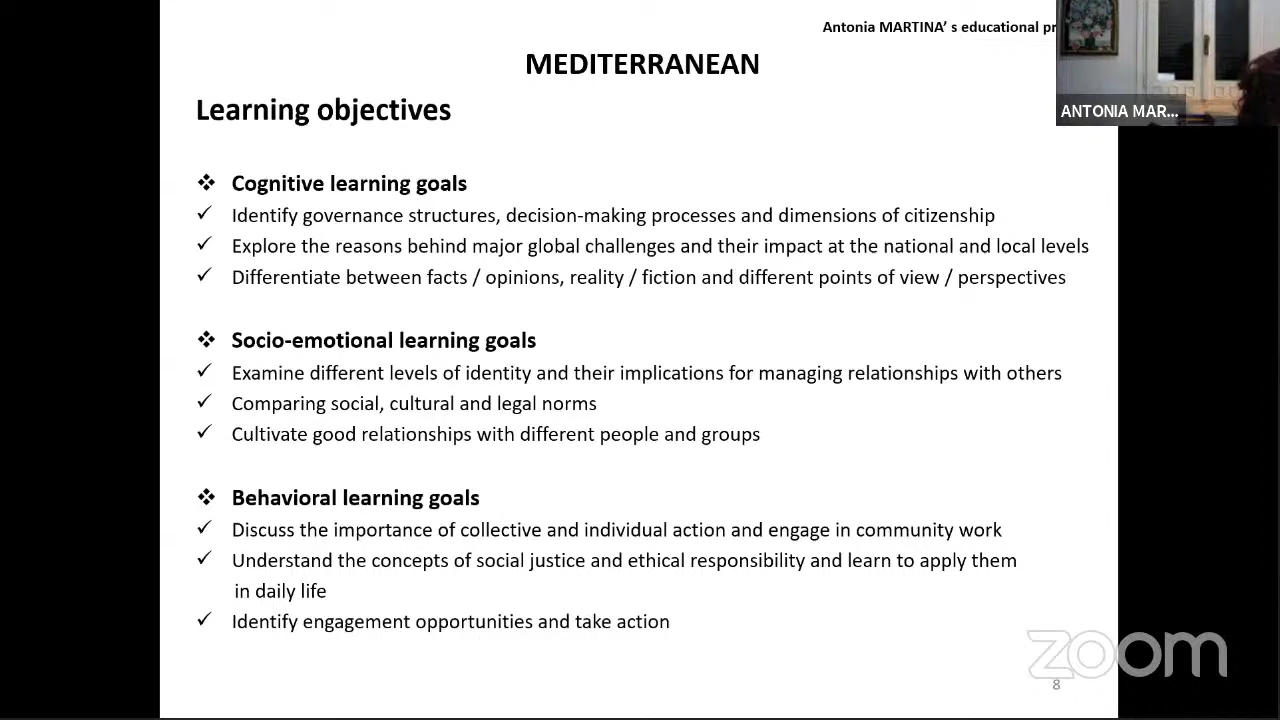 Antonia MARTINA’ s educational pr
MEDITERRANEAN
Learning objectives
ANTONIA MAR...
❖ Cognitive learning goals
✓ Identify governance structures, decision-making processes and dimensions of citizenship
✓ Explore the reasons behind major global challenges and their impact at the national and local levels
✓ Differentiate between facts / opinions, reality / fiction and different points of view / perspectives
❖ Socio-emotional learning goals
✓ Examine different levels of identity and their implications for managing relationships with others
✓ Comparing social, cultural and legal norms
✓ Cultivate good relationships with different people and groups
❖ Behavioral learning goals
✓ Discuss the importance of collective and individual action and engage in community work
✓ Understand the concepts of social justice and ethical responsibility and learn to apply them
in daily life
✓ Identify engagement opportunities and take action
zoom
8